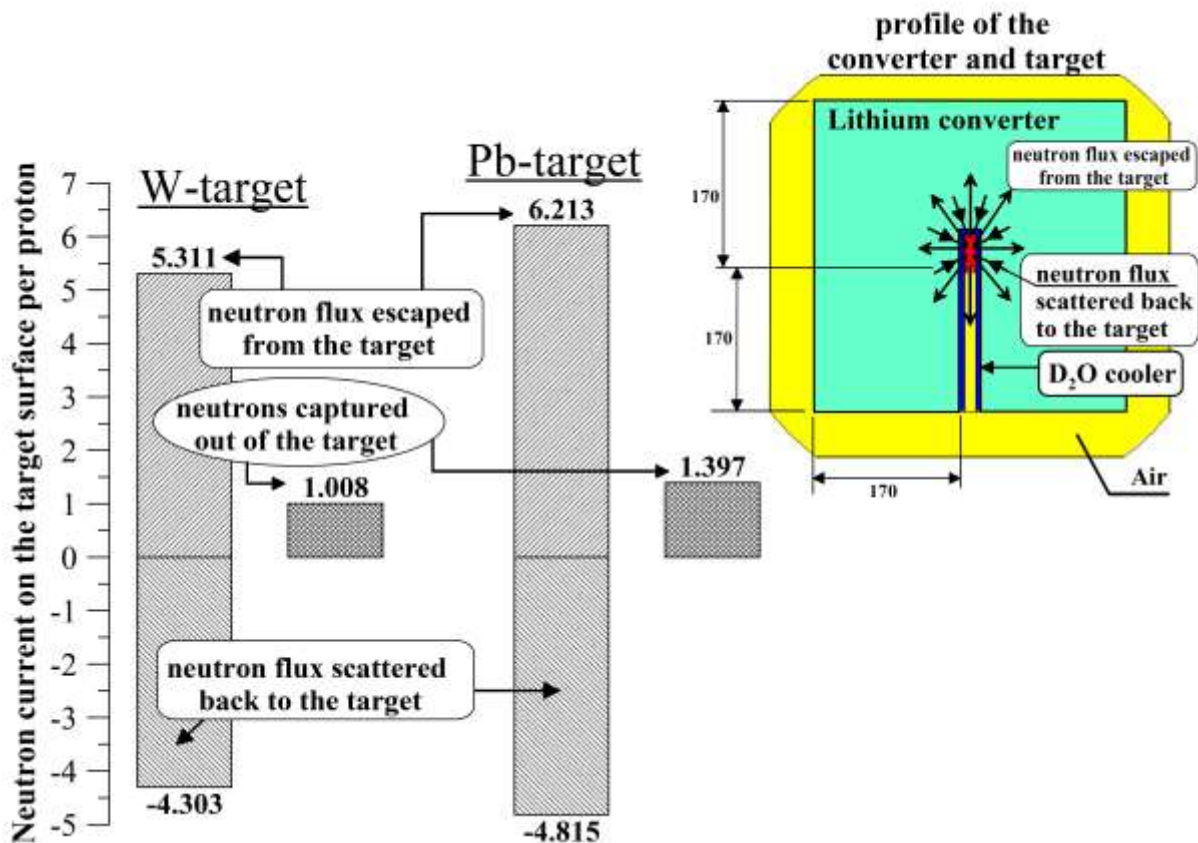 profile of the
converter and target
Lithium converter
neutron flux escaped
from the target
170
neutron flux
scattered back
to the target
170
D₂O cooler
170
Air
Neutron current on the target surface per proton
7
6
5
4
3
2
1
0
-1
-2
-3
-4
-5
W-target
Pb-target
5.311
6.213
neutron flux escaped
from the target
neutrons captured
out of the target
1.008
1.397
neutron flux scattered
back to the target
-4.303
-4.815